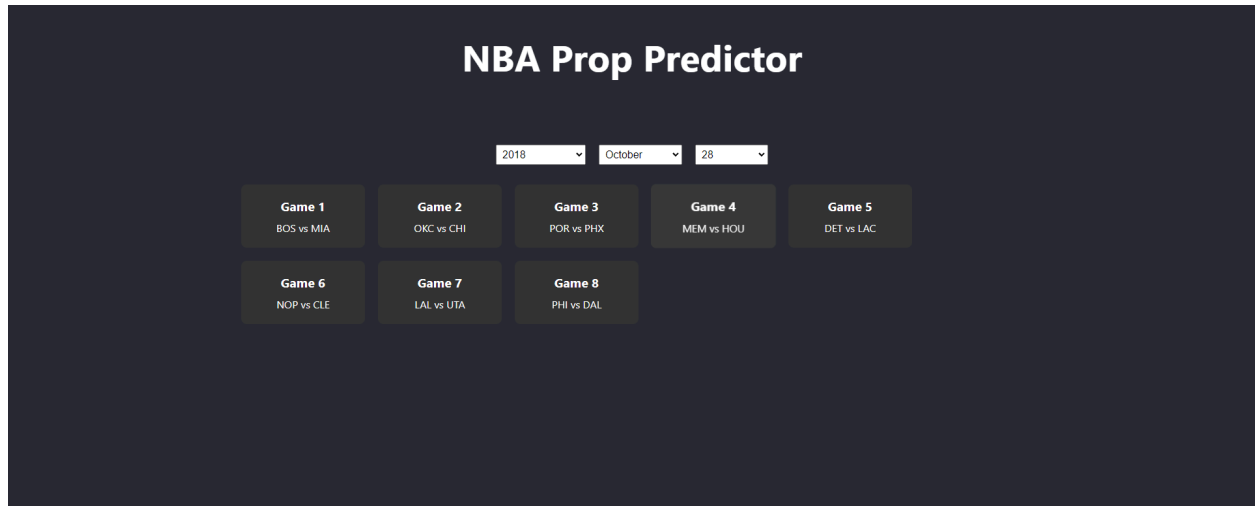 NBA Prop Predictor
2018 October 28
Game 1 Game 2 Game 3 Game 4 Game 5
BOS vs MIA OKC vs CHI POR vs PHX MEM vs HOU DET vs LAC
Game 6 Game 7 Game 8
NOP vs CLE LAL vs UTA PHI vs DAL